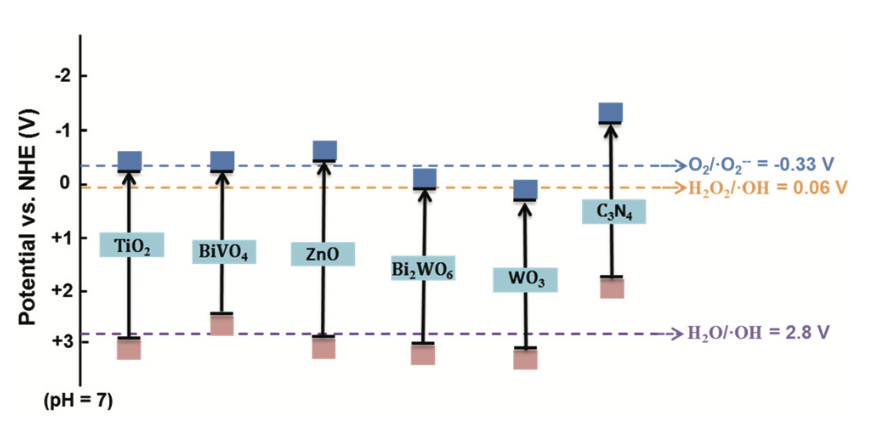 Potential vs. NHE (V)
-2
-1
0
+1
+2
+3
(pH = 7)
TiO₂
BiVO₄
ZnO
Bi₂WO₆
WO₃
C₃N₄
O₂/·O₂⁻⁻ = -0.33 V
H₂O₂/·OH = 0.06 V
H₂O/·OH = 2.8 V